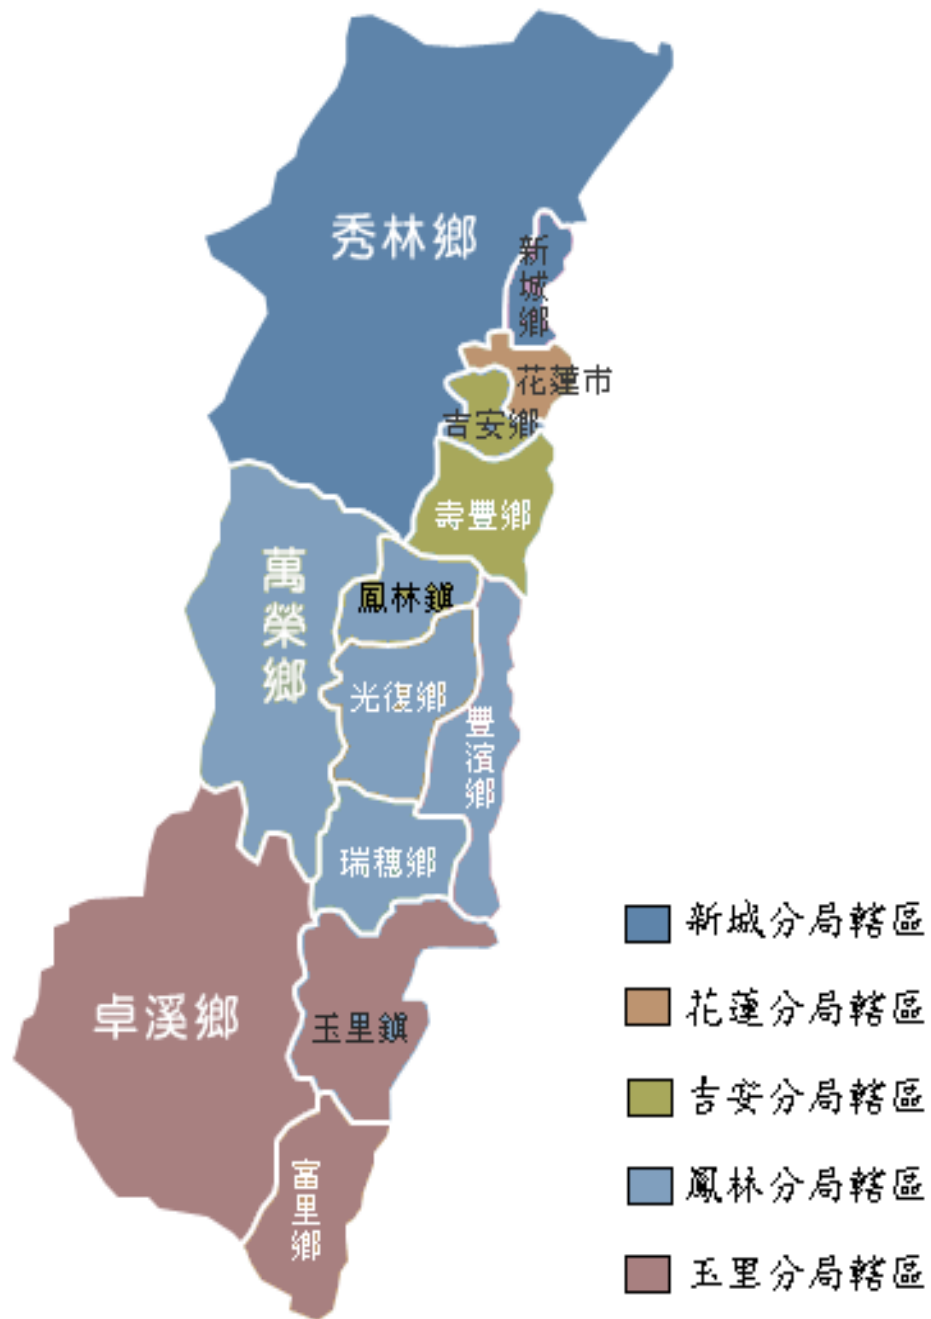 秀林鄉
新城鄉
花蓮市
吉安鄉
壽豐鄉
萬榮鄉
鳳林鎮
光復鄉
豐濱鄉
瑞穗鄉
卓溪鄉
玉里鎮
富里鄉
新城分局轄區
花蓮分局轄區
吉安分局轄區
鳳林分局轄區
玉里分局轄區